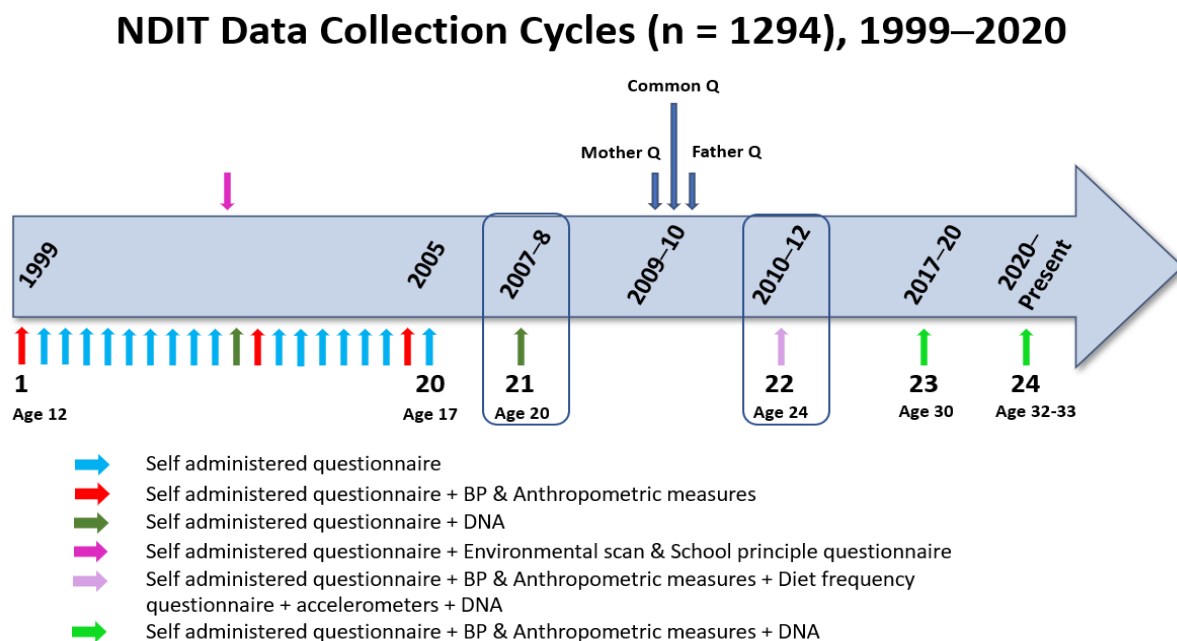 NDIT Data Collection Cycles (n = 1294), 1999–2020
Common Q
Mother Q
Father Q
1999
2005
2007–8
2009–10
2010–12
2017–20
2020–
Present
1
20
21
22
23
24
Age 12
Age 17
Age 20
Age 24
Age 30
Age 32-33
Self administered questionnaire
Self administered questionnaire + BP & Anthropometric measures
Self administered questionnaire + DNA
Self administered questionnaire + Environmental scan & School principle questionnaire
Self administered questionnaire + BP & Anthropometric measures + Diet frequency
questionnaire + accelerometers + DNA
Self administered questionnaire + BP & Anthropometric measures + DNA